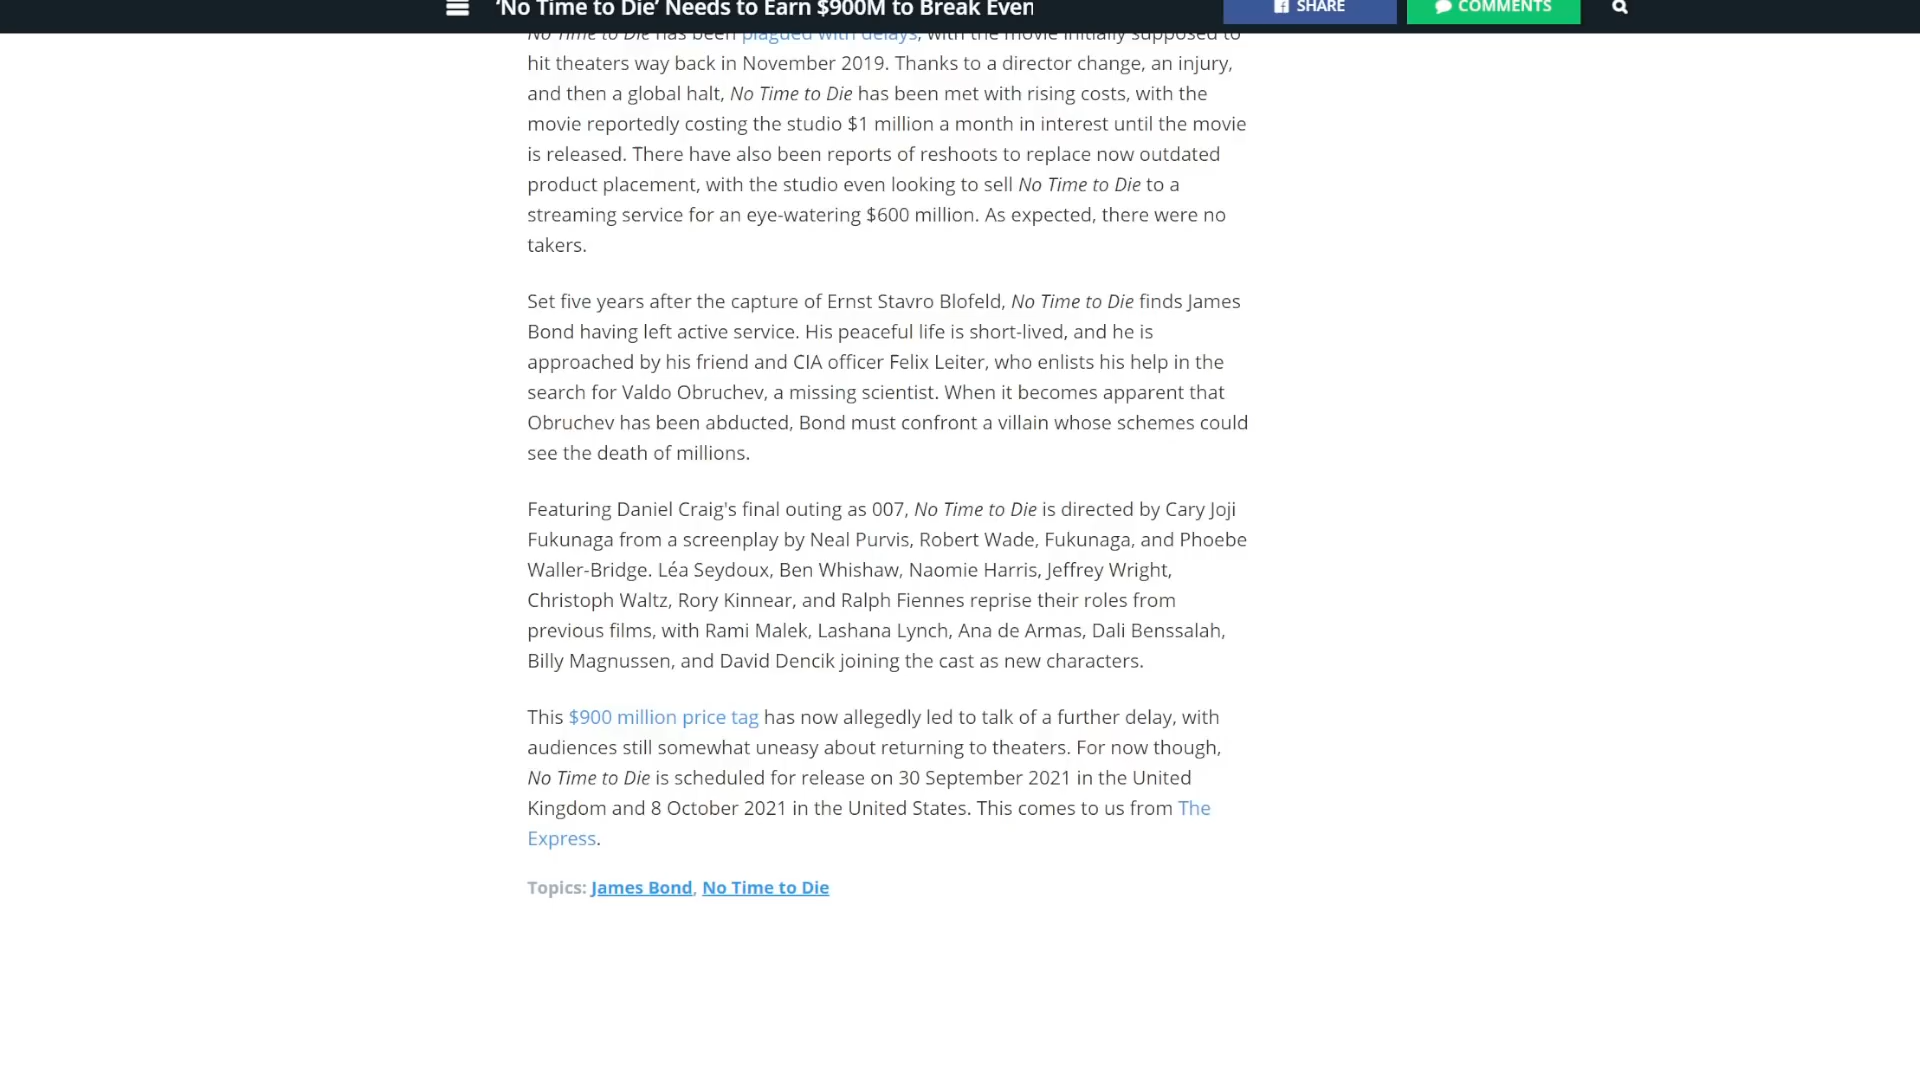 ‘No Time to Die’ Needs to Earn $900M to Break Even
SHARE
COMMENTS
No Time to Die has been plagued with delays, with the movie initially supposed to
hit theaters way back in November 2019. Thanks to a director change, an injury,
and then a global halt, No Time to Die has been met with rising costs, with the
movie reportedly costing the studio $1 million a month in interest until the movie
is released. There have also been reports of reshoots to replace now outdated
product placement, with the studio even looking to sell No Time to Die to a
streaming service for an eye-watering $600 million. As expected, there were no
takers.
Set five years after the capture of Ernst Stavro Blofeld, No Time to Die finds James
Bond having left active service. His peaceful life is short-lived, and he is
approached by his friend and CIA officer Felix Leiter, who enlists his help in the
search for Valdo Obruchev, a missing scientist. When it becomes apparent that
Obruchev has been abducted, Bond must confront a villain whose schemes could
see the death of millions.
Featuring Daniel Craig's final outing as 007, No Time to Die is directed by Cary Joji
Fukunaga from a screenplay by Neal Purvis, Robert Wade, Fukunaga, and Phoebe
Waller-Bridge. Léa Seydoux, Ben Whishaw, Naomie Harris, Jeffrey Wright,
Christoph Waltz, Rory Kinnear, and Ralph Fiennes reprise their roles from
previous films, with Rami Malek, Lashana Lynch, Ana de Armas, Dali Benssalah,
Billy Magnussen, and David Dencik joining the cast as new characters.
This $900 million price tag has now allegedly led to talk of a further delay, with
audiences still somewhat uneasy about returning to theaters. For now though,
No Time to Die is scheduled for release on 30 September 2021 in the United
Kingdom and 8 October 2021 in the United States. This comes to us from The
Express.
Topics: James Bond, No Time to Die